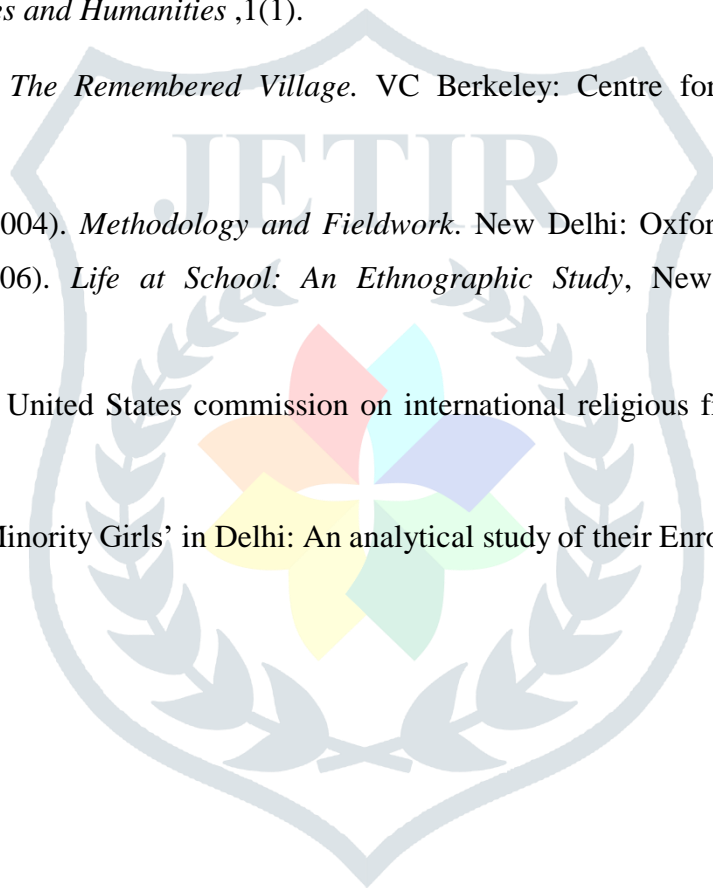 es and Humanities ,1(1).
The Remembered Village. VC Berkeley: Centre for
JETIR
004). Methodology and Fieldwork. New Delhi: Oxfor
06). Life at School: An Ethnographic Study, New
United States commission on international religious f
Minority Girls’ in Delhi: An analytical study of their Enro